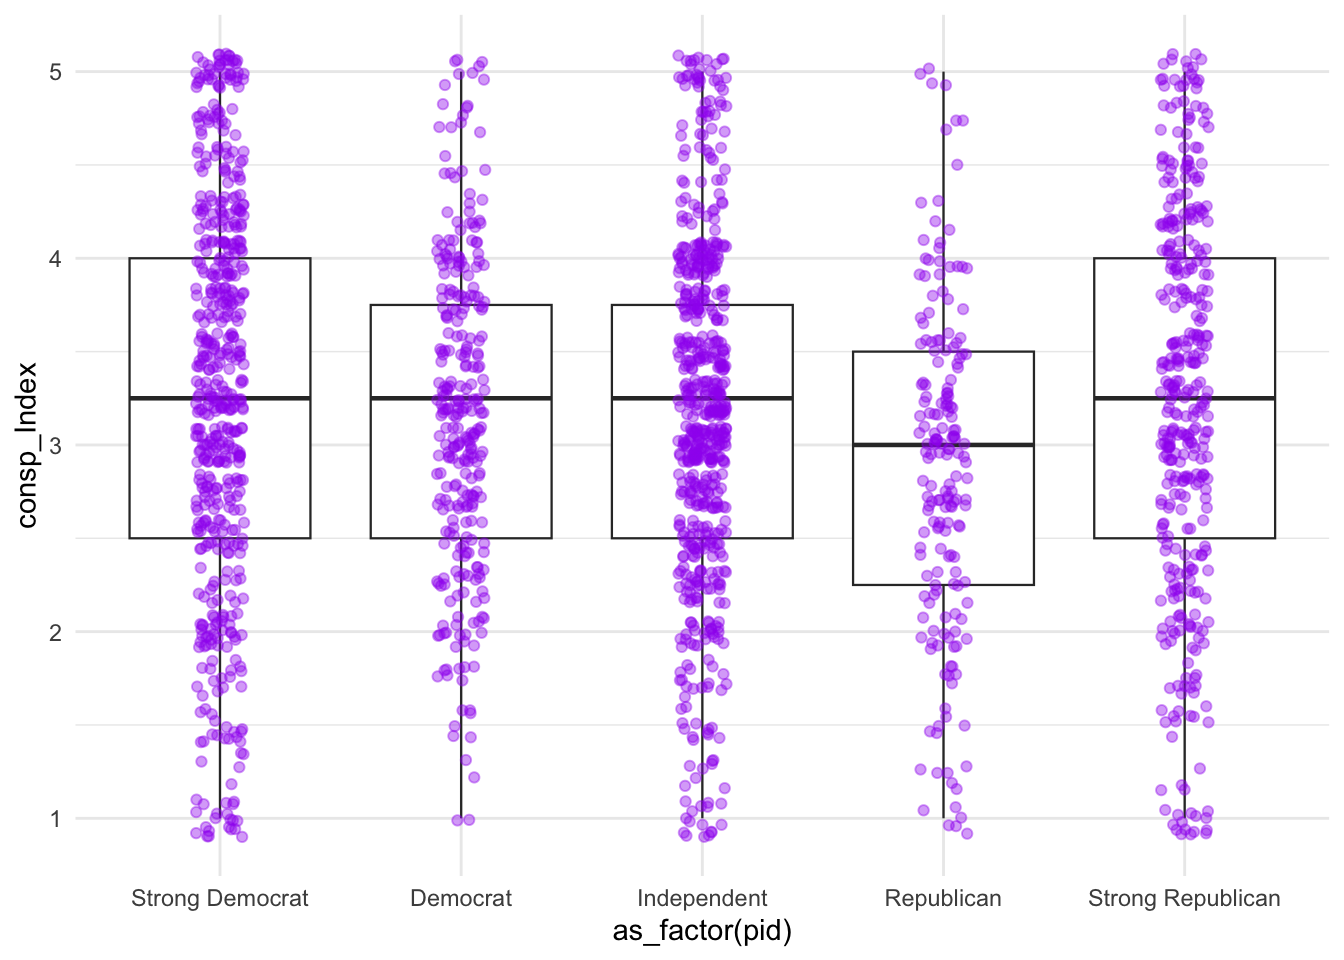 consp_Index
5
4
3
2
1
Strong Democrat Democrat Independent Republican Strong Republican
as_factor(pid)